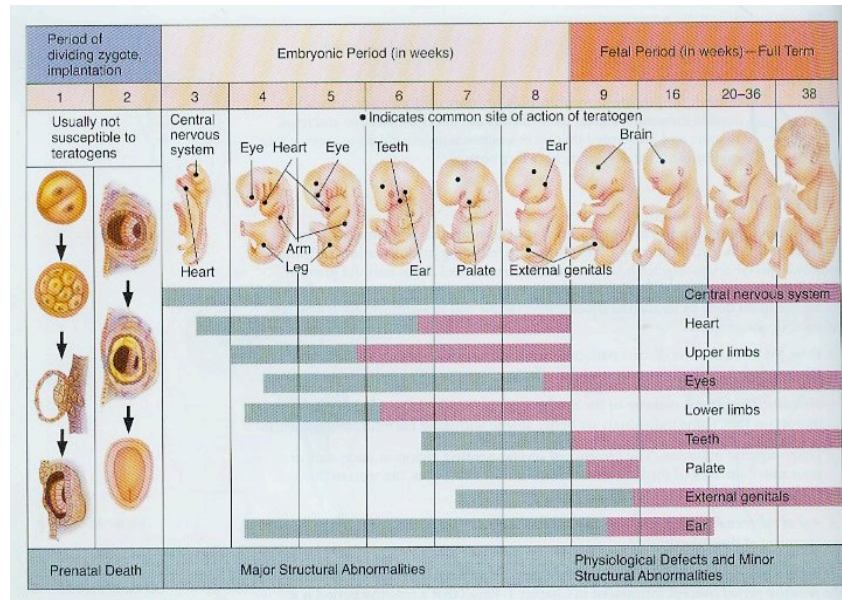 Period of
dividing zygate,
implantation
Embryonic Period (in weeks)
Fetal Period (in weeks)—Full Term
1 2 3 4 5 6 7 8 9 16 20–36 38
Usually not
susceptible to
teratogens
Central
nervous
system
•Indicates common site of action of teratogen
Eye Heart Eye Teeth Ear Brain
Heart
Arm
Leg
Ear
Palate
External genitals
Central nervous system
Heart
Upper limbs
Eyes
Lower limbs
Teeth
Palate
External genitals
Ear
Prenatal Death
Major Structural Abnormalities
Physiological Defects and Minor
Structural Abnormalities